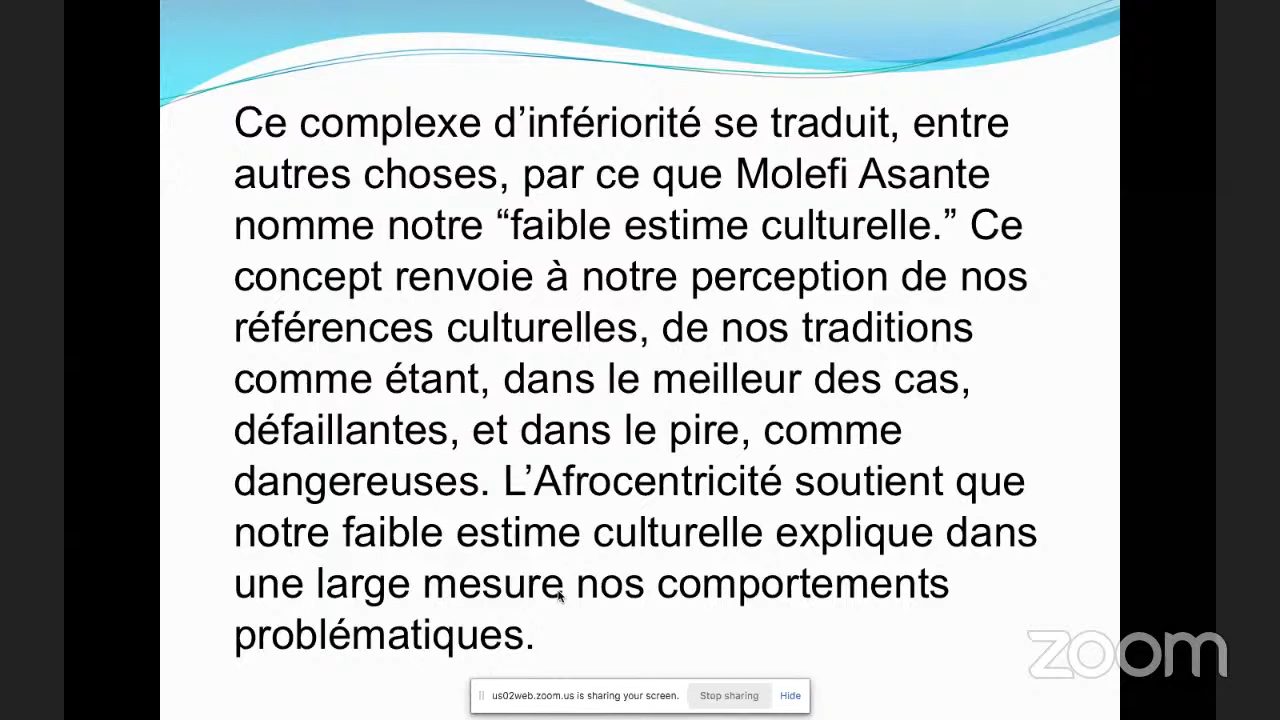 Ce complexe d’infériorité se traduit, entre
autres choses, par ce que Molefi Asante
nomme notre “faible estime culturelle.” Ce
concept renvoie à notre perception de nos
références culturelles, de nos traditions
comme étant, dans le meilleur des cas,
défaillantes, et dans le pire, comme
dangereuses. L’Afrocentricité soutient que
notre faible estime culturelle explique dans
une large mesure nos comportements
problématiques.
zoom
us02web.zoom.us is sharing your screen. Stop sharing Hide